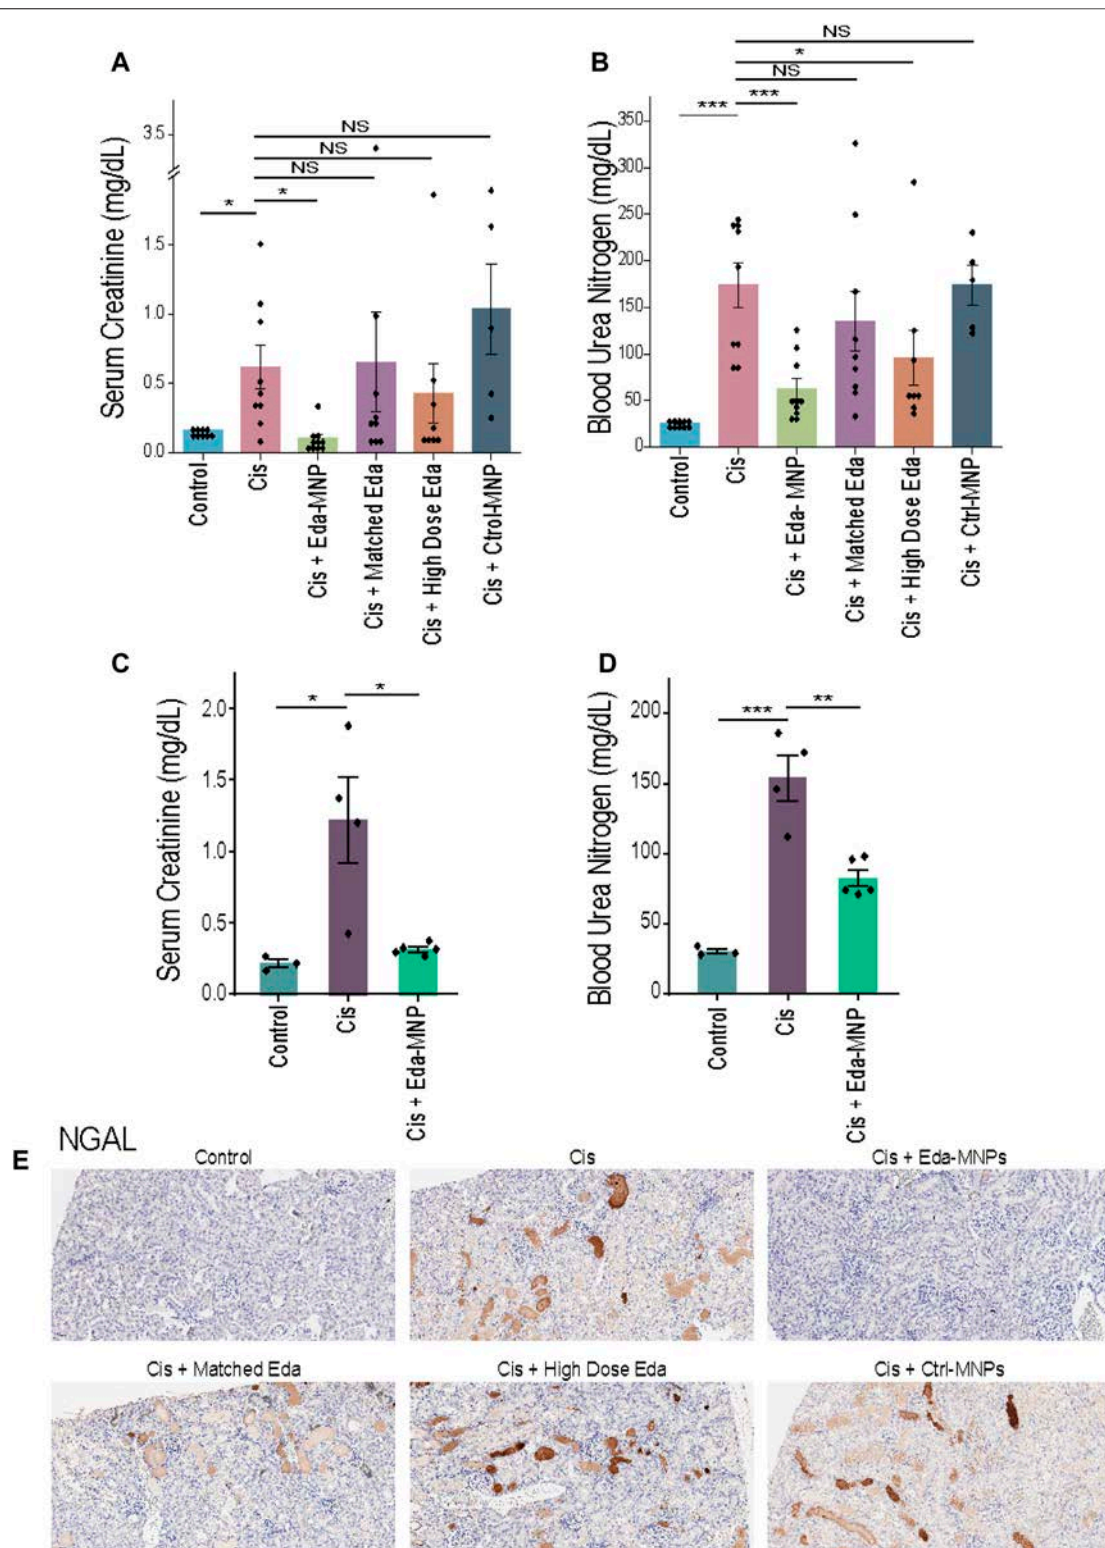 A
NS
NS
NS
*
*
Serum Creatinine (mg/dL)
3.5
1.5
1.0
0.5
0.0
Control
Cis
Cis + Eda-MNP
Cis + Matched Eda
Cis + High Dose Eda
Cis + Ctrol-MNP
B
NS
*
NS
***
***
Blood Urea Nitrogen (mg/dL)
350
300
250
200
150
100
50
0
Control
Cis
Cis + Eda- MNP
Cis + Matched Eda
Cis + High Dose Eda
Cis + Ctrl-MNP
C
*
*
Serum Creatinine (mg/dL)
2.0
1.5
1.0
0.5
0.0
Control
Cis
Cis + Eda-MNP
D
***
**
Blood Urea Nitrogen (mg/dL)
200
150
100
50
0
Control
Cis
Cis + Eda-MNP
E
NGAL
Control
Cis
Cis + Eda-MNPs
Cis + Matched Eda
Cis + High Dose Eda
Cis + Ctrl-MNPs